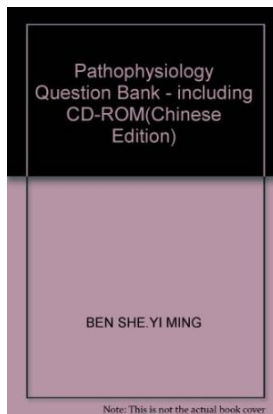 Pathophysiology
Question Bank - including
CD-ROM(Chinese
Edition)
BEN SHE.YI MING
Note: This is not the actual book cover